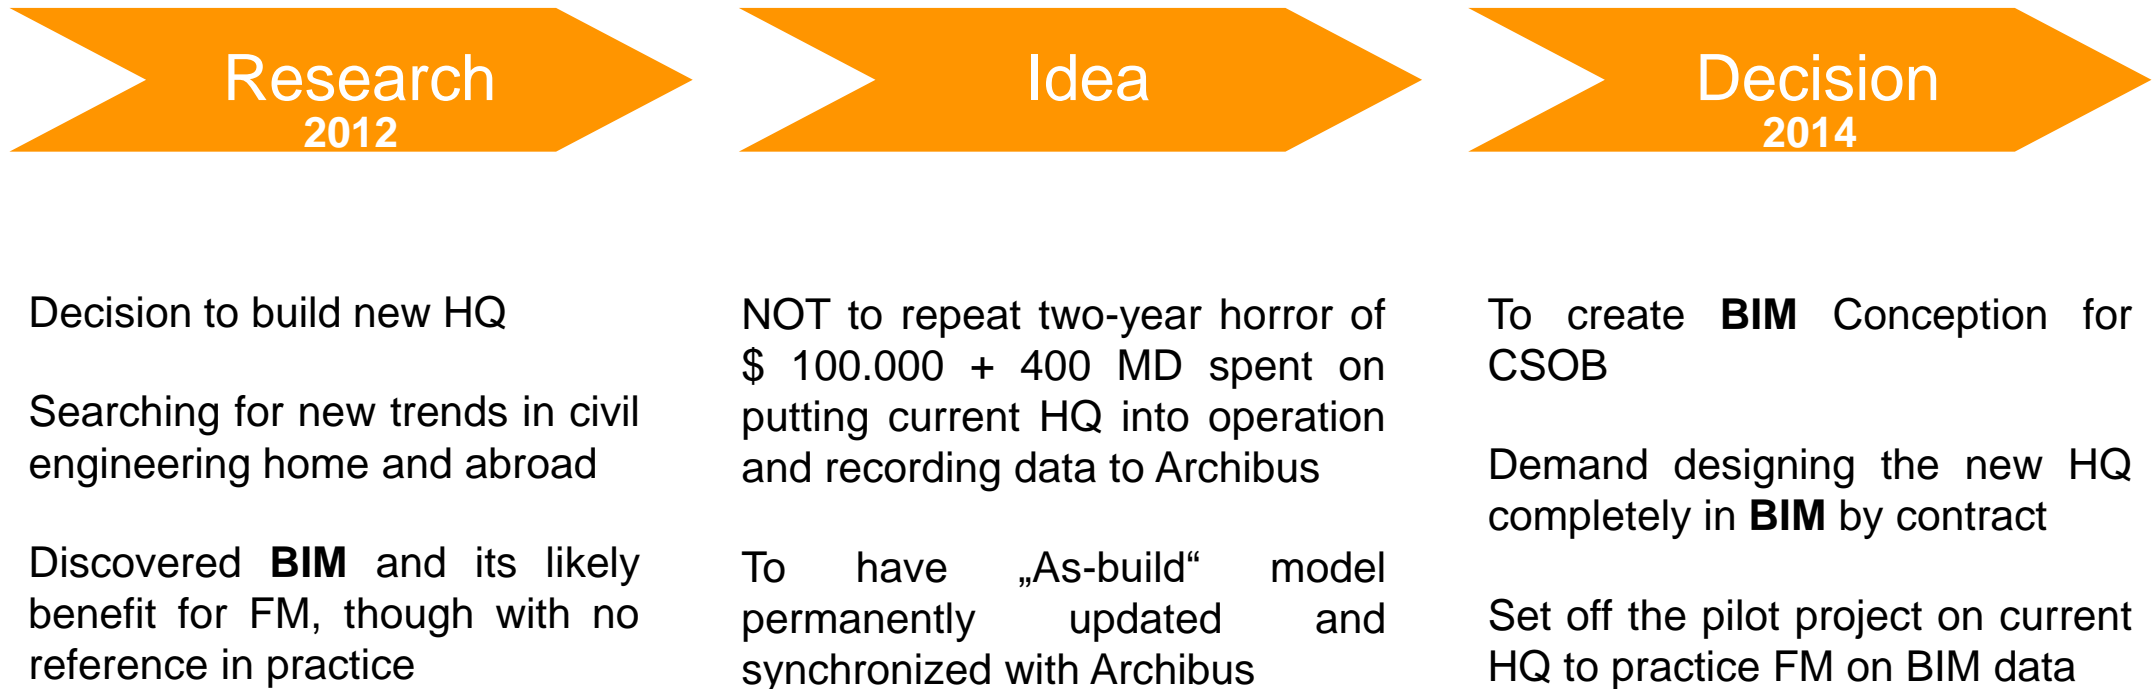 Research
2012
Idea
Decision
2014
Decision to build new HQ
Searching for new trends in civil
engineering home and abroad
Discovered BIM and its likely
benefit for FM, though with no
reference in practice
NOT to repeat two-year horror of
$ 100.000 + 400 MD spent on
putting current HQ into operation
and recording data to Archibus
To have „As-build“ model
permanently updated and
synchronized with Archibus
To create BIM Conception for
CSOB
Demand designing the new HQ
completely in BIM by contract
Set off the pilot project on current
HQ to practice FM on BIM data